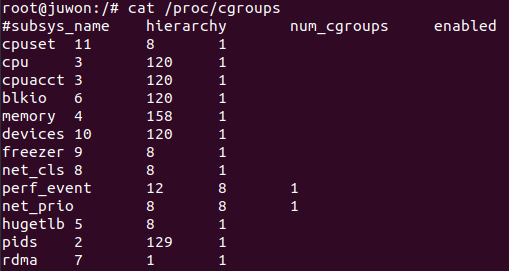 root@juwon:/# cat /proc/cgroups
#subsys_name hierarchy num_cgroups enabled
cpuset 11 8 1
cpu 3 120 1
cpuacct 3 120 1
blkio 6 120 1
memory 4 158 1
devices 10 120 1
freezer 9 8 1
net_cls 8 8 1
perf_event 12 8 1
net_prio 8 8 1
hugetlb 5 8 1
pids 2 129 1
rdma 7 1 1